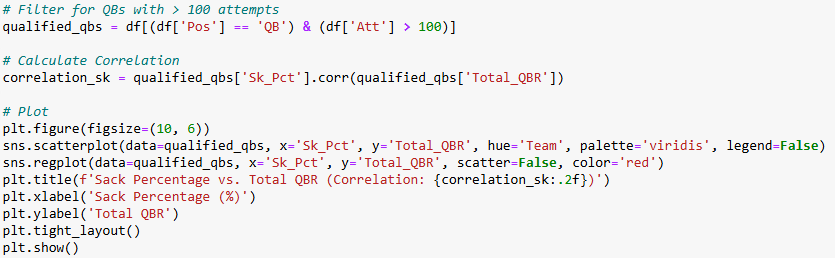 # Filter for QBs with > 100 attempts
qualified_qbs = df[(df['Pos'] == 'QB') & (df['Att'] > 100)]
# Calculate Correlation
correlation_sk = qualified_qbs['Sk_Pct'].corr(qualified_qbs['Total_QBR'])
# Plot
plt.figure(figsize=(10, 6))
sns.scatterplot(data=qualified_qbs, x='Sk_Pct', y='Total_QBR', hue='Team', palette='viridis', legend=False)
sns.regplot(data=qualified_qbs, x='Sk_Pct', y='Total_QBR', scatter=False, color='red')
plt.title(f'Sack Percentage vs. Total QBR (Correlation: {correlation_sk:.2f})')
plt.xlabel('Sack Percentage (%)')
plt.ylabel('Total QBR')
plt.tight_layout()
plt.show()